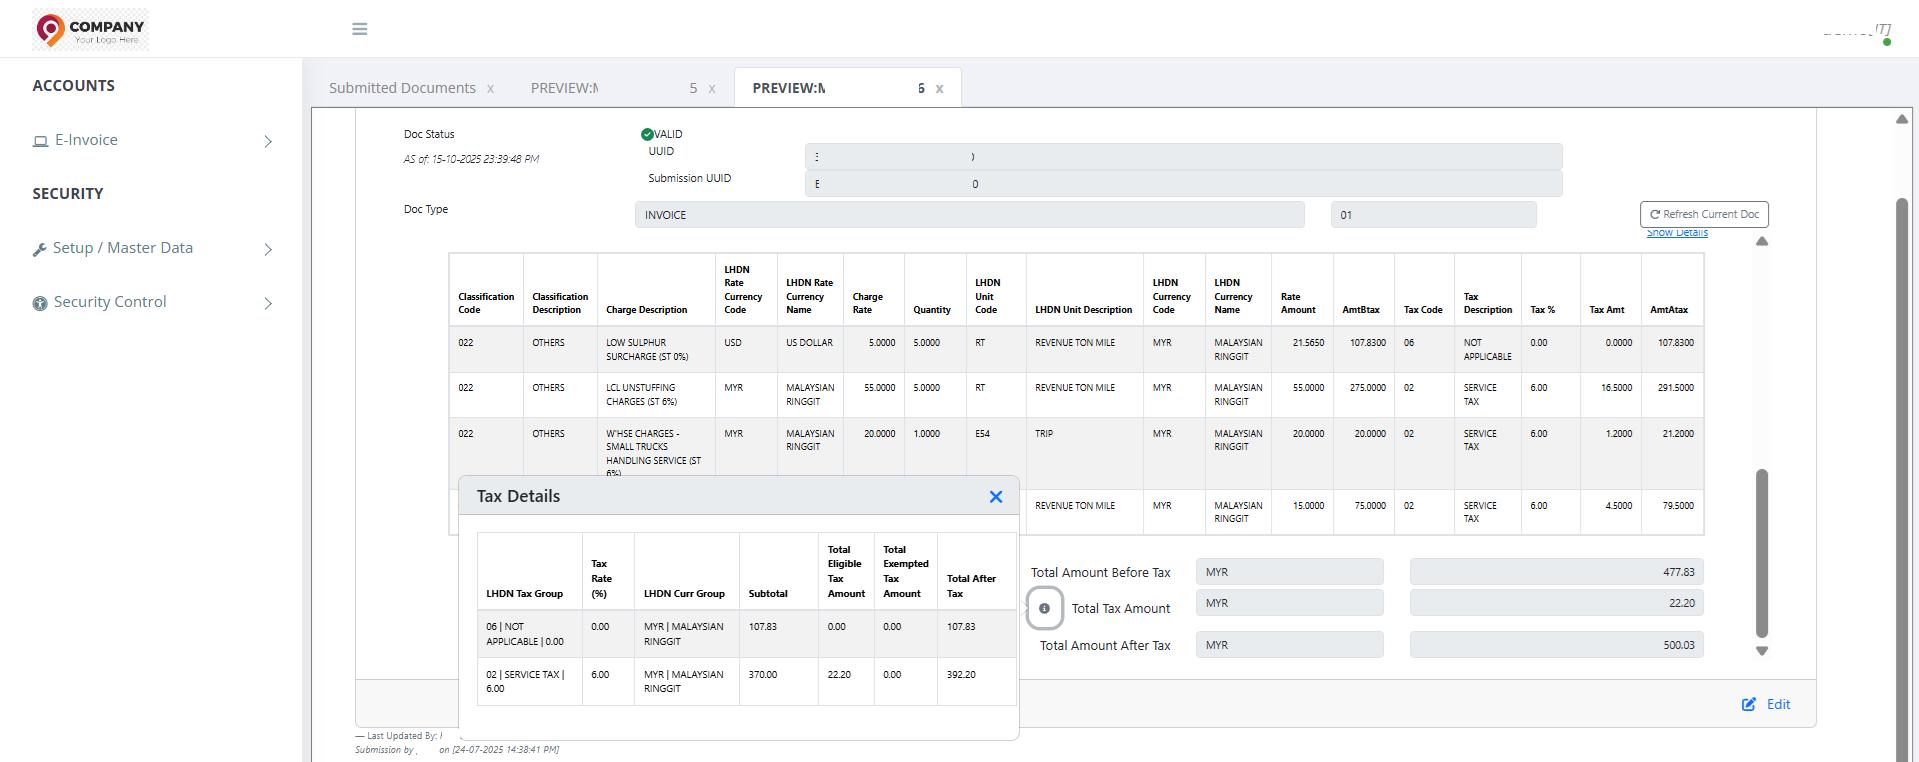 COMPANY
Your Logo Here
ACCOUNTS
E-Invoice
SECURITY
Setup / Master Data
Security Control
Submitted Documents x
PREVIEW: 5 x
PREVIEW: 6 x
Doc Status
VALID
AS of: 15-10-2025 23:39:48 PM
UUID
Submission UUID
Doc Type
INVOICE
01
Refresh Current Doc
Show Details
Classification Code
Classification Description
Charge Description
LHDN Rate Currency Code
LHDN Rate Currency Name
Charge Rate
Quantity
LHDN Unit Code
LHDN Unit Description
LHDN Currency Code
LHDN Currency Name
Rate Amount
AmtBtax
Tax Code
Tax Description
Tax %
Tax Amt
AmtAtax
022 OTHERS LOW SULPHUR SURCHARGE (ST 0%) USD US DOLLAR 5.0000 5.0000 RT REVENUE TON MILE MYR MALAYSIAN RINGGIT 21.5650 107.8300 06 NOT APPLICABLE 0.00 0.0000 107.8300
022 OTHERS LCL UNSTUFFING CHARGES (ST 6%) MYR MALAYSIAN RINGGIT 55.0000 5.0000 RT REVENUE TON MILE MYR MALAYSIAN RINGGIT 55.0000 275.0000 02 SERVICE TAX 6.00 16.5000 291.5000
022 OTHERS W'HSE CHARGES - SMALL TRUCKS HANDLING SERVICE (ST 6%) MYR MALAYSIAN RINGGIT 20.0000 1.0000 E54 TRIP MYR MALAYSIAN RINGGIT 20.0000 20.0000 02 SERVICE TAX 6.00 1.2000 21.2000
REVENUE TON MILE MYR MALAYSIAN RINGGIT 15.0000 75.0000 02 SERVICE TAX 6.00 4.5000 79.5000
Tax Details
LHDN Tax Group
Tax Rate (%)
LHDN Curr Group
Subtotal
Total Eligible Tax Amount
Total Exempted Tax Amount
Total After Tax
06 | NOT APPLICABLE | 0.00 0.00 MYR | MALAYSIAN RINGGIT 107.83 0.00 0.00 107.83
02 | SERVICE TAX | 6.00 6.00 MYR | MALAYSIAN RINGGIT 370.00 22.20 0.00 392.20
Total Amount Before Tax MYR 477.83
Total Tax Amount MYR 22.20
Total Amount After Tax MYR 500.03
Edit
— Last Updated By:
Submission by , on [24-07-2025 14:38:41 PM]